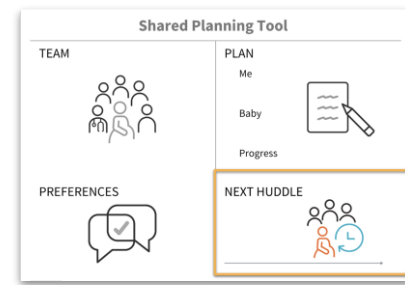 Shared Planning Tool
TEAM
PLAN
Me
Baby
Progress
PREFERENCES
NEXT HUDDLE